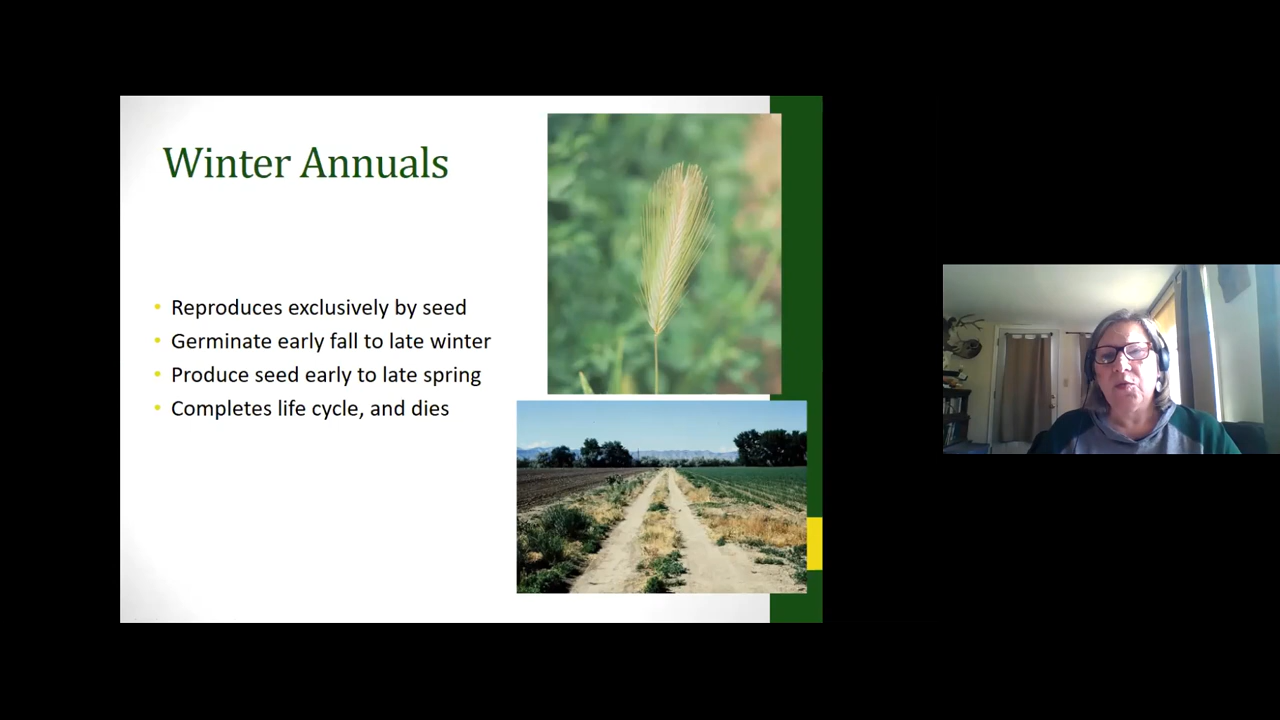 Winter Annuals
• Reproduces exclusively by seed
• Germinate early fall to late winter
• Produce seed early to late spring
• Completes life cycle, and dies